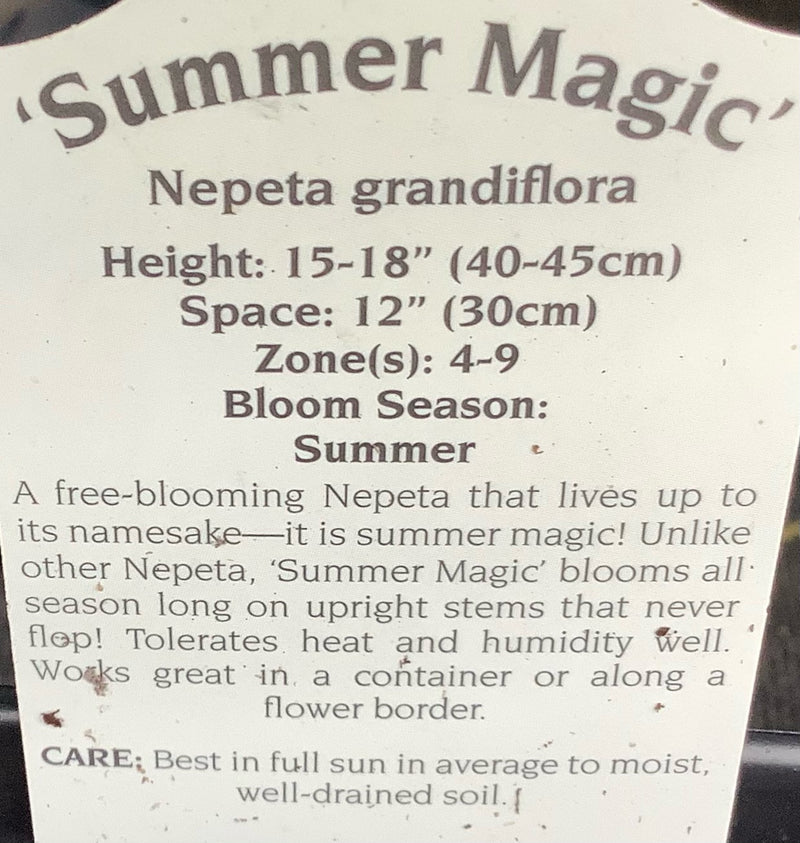 ‘Summer Magic’
Nepeta grandiflora
Height: 15-18” (40-45cm)
Space: 12” (30cm)
Zone(s): 4-9
Bloom Season:
Summer
A free-blooming Nepeta that lives up to
its namesake—it is summer magic! Unlike
other Nepeta, ‘Summer Magic’ blooms all
season long on upright stems that never
flop! Tolerates heat and humidity well.
Works great in a container or along a
flower border.
CARE: Best in full sun in average to moist,
well-drained soil.